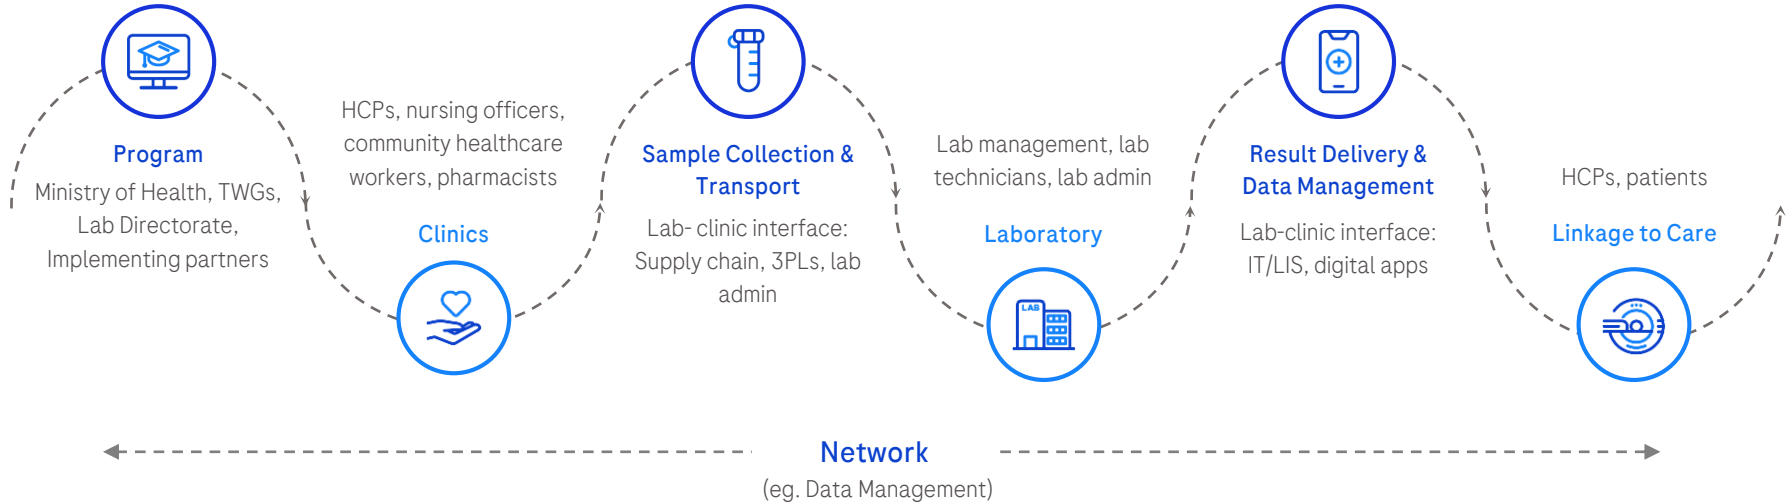 Program
Ministry of Health, TWGs,
Lab Directorate,
Implementing partners
HCPs, nursing officers,
community healthcare
workers, pharmacists
Clinics
Sample Collection &
Transport
Lab- clinic interface:
Supply chain, 3PLs, lab
admin
Lab management, lab
technicians, lab admin
Laboratory
LAB
Result Delivery &
Data Management
Lab-clinic interface:
IT/LIS, digital apps
HCPs, patients
Linkage to Care
Network
(eg. Data Management)